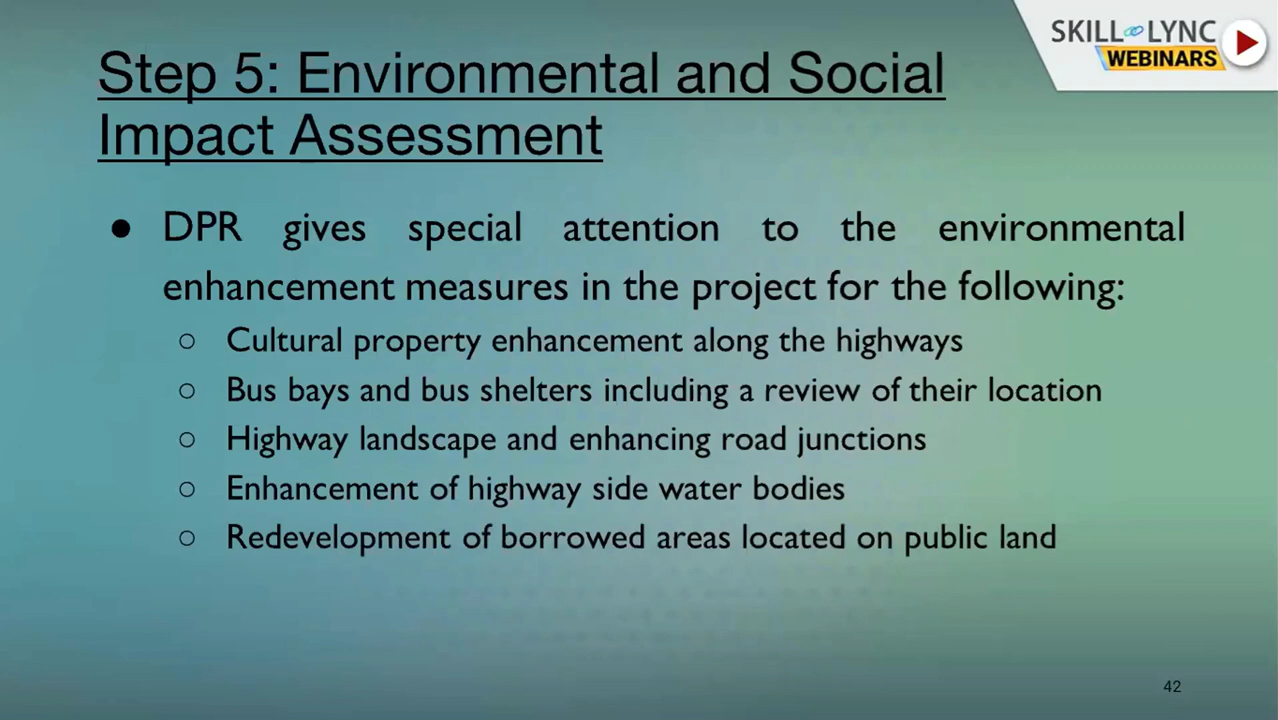 SKILL LYNC
WEBINARS
Step 5: Environmental and Social
Impact Assessment
● DPR gives special attention to the environmental
enhancement measures in the project for the following:
○ Cultural property enhancement along the highways
○ Bus bays and bus shelters including a review of their location
○ Highway landscape and enhancing road junctions
○ Enhancement of highway side water bodies
○ Redevelopment of borrowed areas located on public land
42